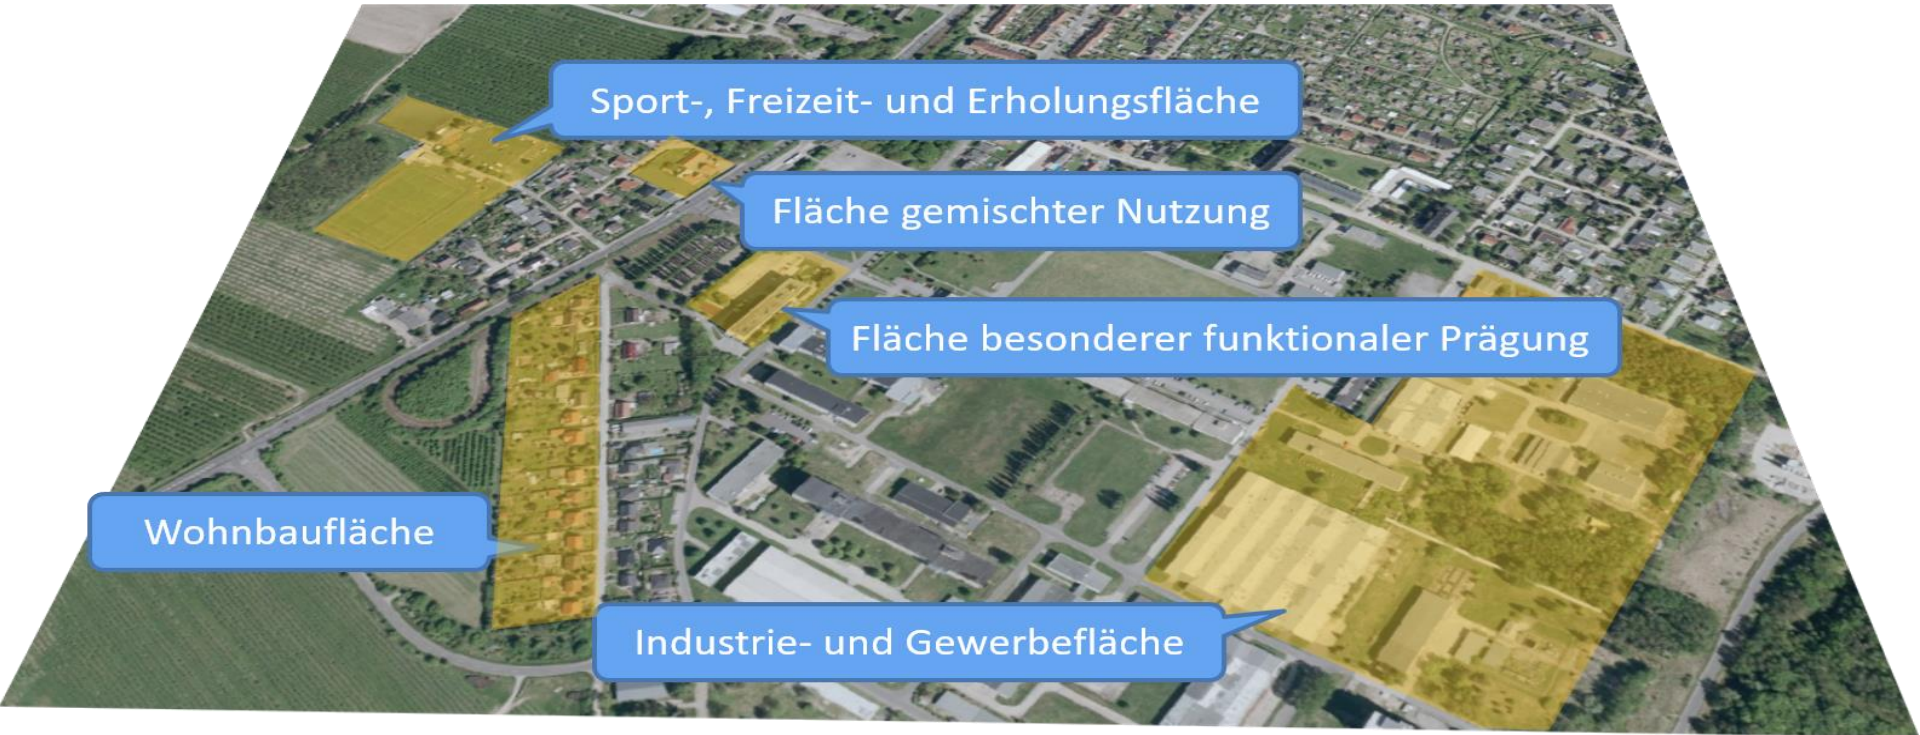 Sport-, Freizeit- und Erholungsfläche
Fläche gemischter Nutzung
Fläche besonderer funktionaler Prägung
Wohnbaufläche
Industrie- und Gewerbefläche